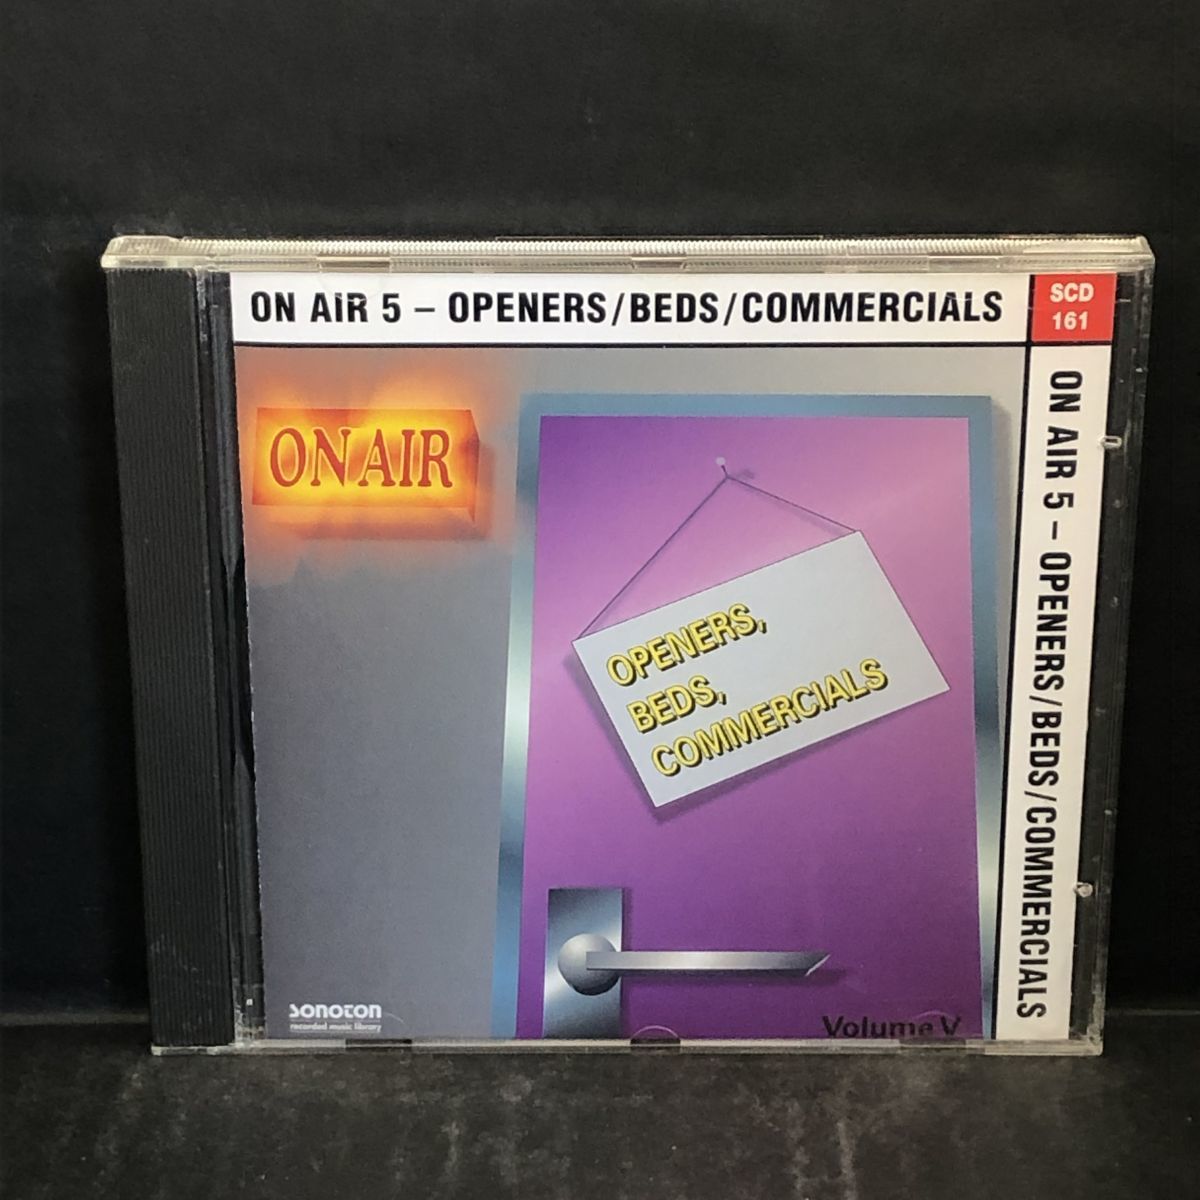 ON AIR 5 – OPENERS/BEDS/COMMERCIALS
SCD
161
ON AIR 5 – OPENERS/BEDS/COMMERCIALS
ON AIR
OPENERS,
BEDS,
COMMERCIALS
sonoton
recorded music library
Volume V